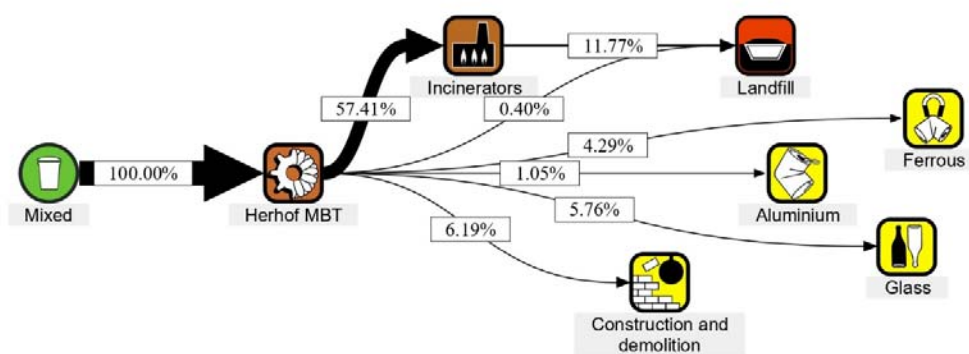 11.77%
Incinerators
Landfill
57.41%
0.40%
4.29%
Ferrous
100.00%
1.05%
Mixed
Herhof MBT
Aluminium
5.76%
6.19%
Glass
Construction and
demolition